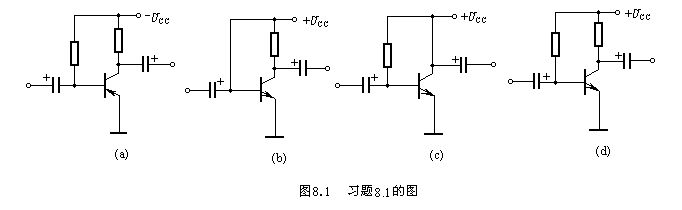 -UCC +UCC +UCC +UCC
+ + + + + + + +
(a) (b) (c) (d)
图8.1 习题8.1的图